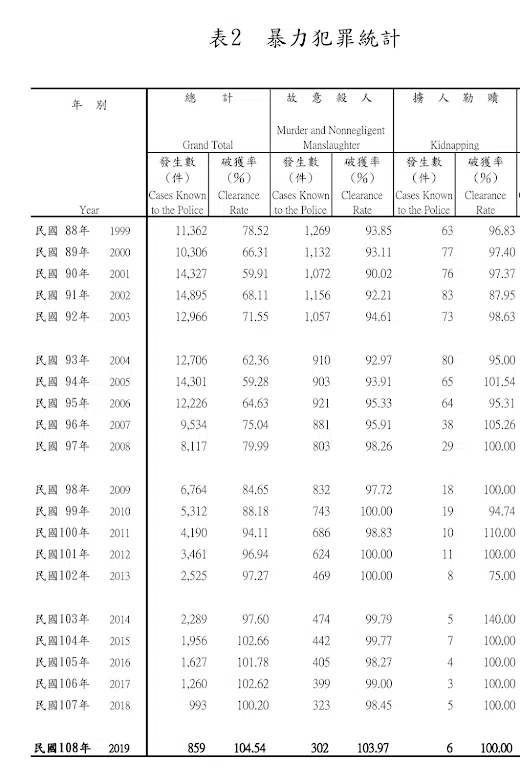 表2 暴力犯罪統計
年 別 總 計 故 意 殺 人 擄 人 勒 贖
Murder and Nonnegligent
Grand Total Manslaughter Kidnapping
發生數 破獲率 發生數 破獲率 發生數 破獲率
(件) (%) (件) (%) (件) (%)
Cases Known Clearance Cases Known Clearance Cases Known Clearance
Year to the Police Rate to the Police Rate to the Police Rate
民國 88年 1999 11,362 78.52 1,269 93.85 63 96.83
民國 89年 2000 10,306 66.31 1,132 93.11 77 97.40
民國 90年 2001 14,327 59.91 1,072 90.02 76 97.37
民國 91年 2002 14,895 68.11 1,156 92.21 83 87.95
民國 92年 2003 12,966 71.55 1,057 94.61 73 98.63
民國 93年 2004 12,706 62.36 910 92.97 80 95.00
民國 94年 2005 14,301 59.28 903 93.91 65 101.54
民國 95年 2006 12,226 64.63 921 95.33 64 95.31
民國 96年 2007 9,534 75.04 881 95.91 38 105.26
民國 97年 2008 8,117 79.99 803 98.26 29 100.00
民國 98年 2009 6,764 84.65 832 97.72 18 100.00
民國 99年 2010 5,312 88.18 743 100.00 19 94.74
民國100年 2011 4,190 94.11 686 98.83 10 110.00
民國101年 2012 3,461 96.94 624 100.00 11 100.00
民國102年 2013 2,525 97.27 469 100.00 8 75.00
民國103年 2014 2,289 97.60 474 99.79 5 140.00
民國104年 2015 1,956 102.66 442 99.77 7 100.00
民國105年 2016 1,627 101.78 405 98.27 4 100.00
民國106年 2017 1,260 102.62 399 99.00 3 100.00
民國107年 2018 993 100.20 323 98.45 5 100.00
民國108年 2019 859 104.54 302 103.97 6 100.00